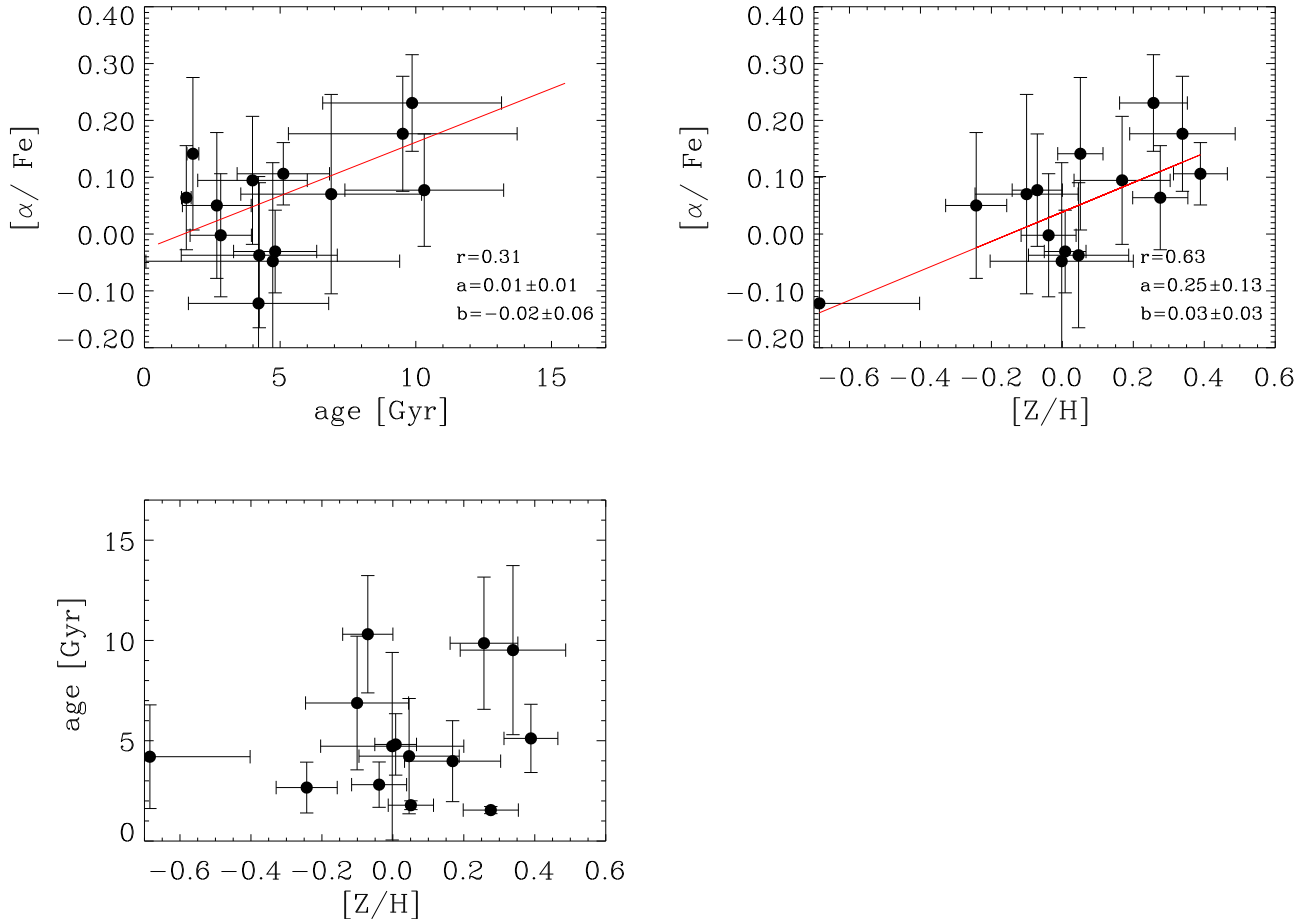 0.40
0.30
0.20
0.10
0.00
−0.10
−0.20
[α/ Fe]
r=0.31
a=0.01±0.01
b=−0.02±0.06
0 5 10 15
age [Gyr]
0.40
0.30
0.20
0.10
0.00
−0.10
−0.20
[α/ Fe]
r=0.63
a=0.25±0.13
b=0.03±0.03
−0.6 −0.4 −0.2 0.0 0.2 0.4 0.6
[Z/H]
15
10
5
0
age [Gyr]
−0.6 −0.4 −0.2 0.0 0.2 0.4 0.6
[Z/H]